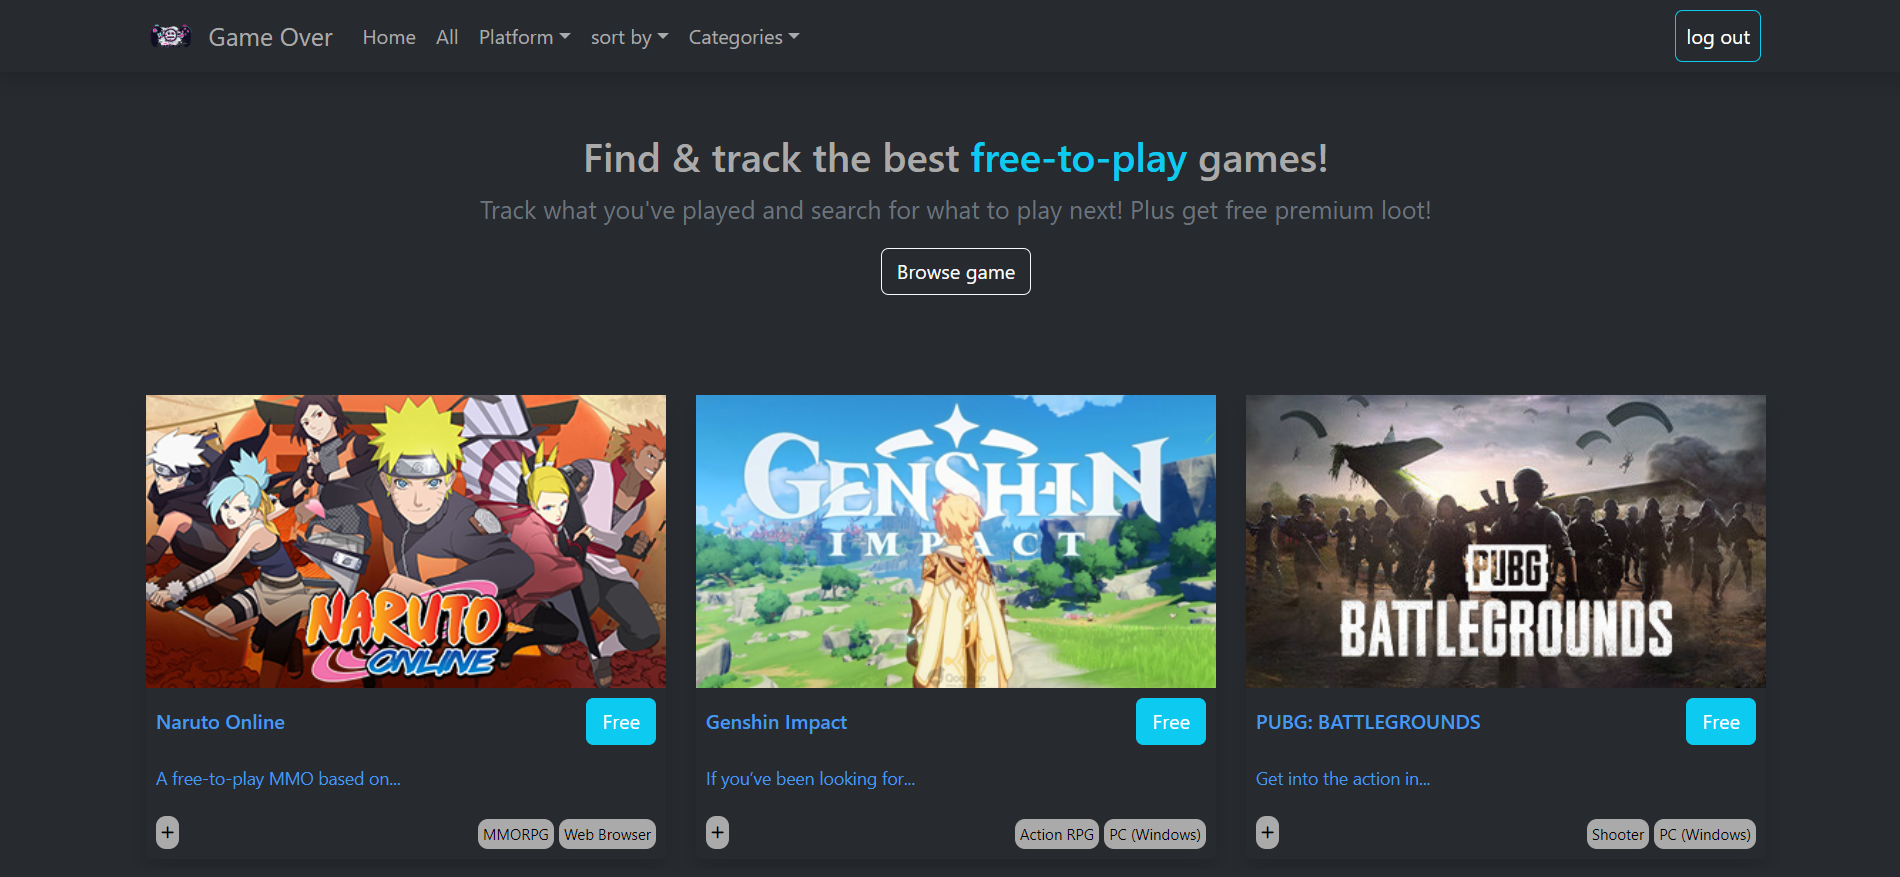 Game Over Home All Platform sort by Categories log out
Find & track the best free-to-play games!
Track what you've played and search for what to play next! Plus get free premium loot!
Browse game
NARUTO
ONLINE
GENSHIN
IMPACT
PUBG
BATTLEGROUNDS
Naruto Online Free
A free-to-play MMO based on...
+ MMORPG Web Browser
Genshin Impact Free
If you’ve been looking for...
+ Action RPG PC (Windows)
PUBG: BATTLEGROUNDS Free
Get into the action in...
+ Shooter PC (Windows)